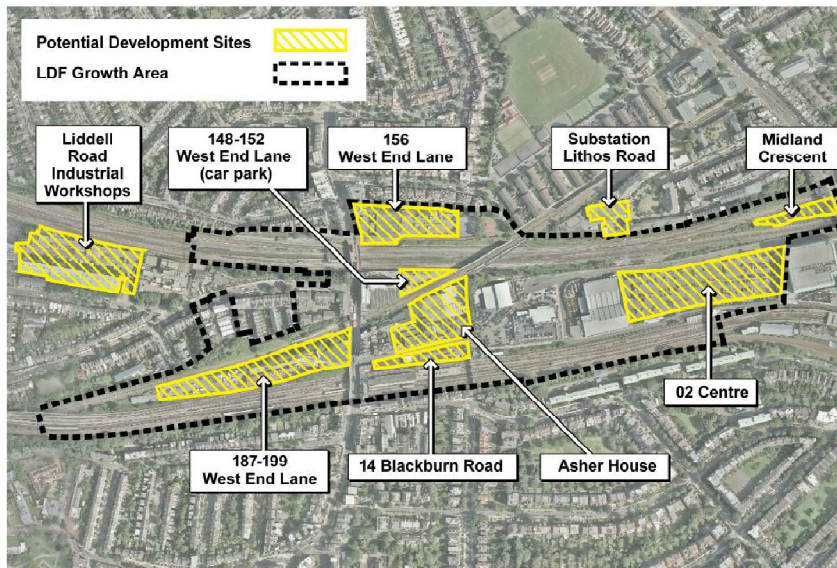 Potential Development Sites
LDF Growth Area
Liddell
Road
Industrial
Workshops
148-152
West End Lane
(car park)
156
West End Lane
Substation
Lithos Road
Midland
Crescent
02 Centre
187-199
West End Lane
14 Blackburn Road
Asher House